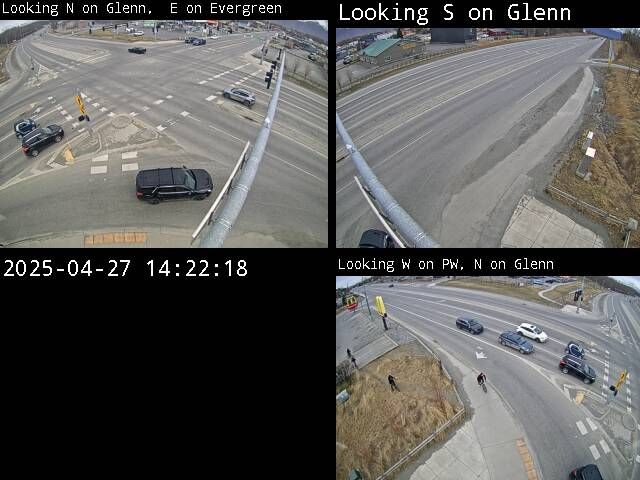 Looking N on Glenn,  E on Evergreen
Looking S on Glenn
2025-04-27 14:22:18
Looking W on PW, N on Glenn